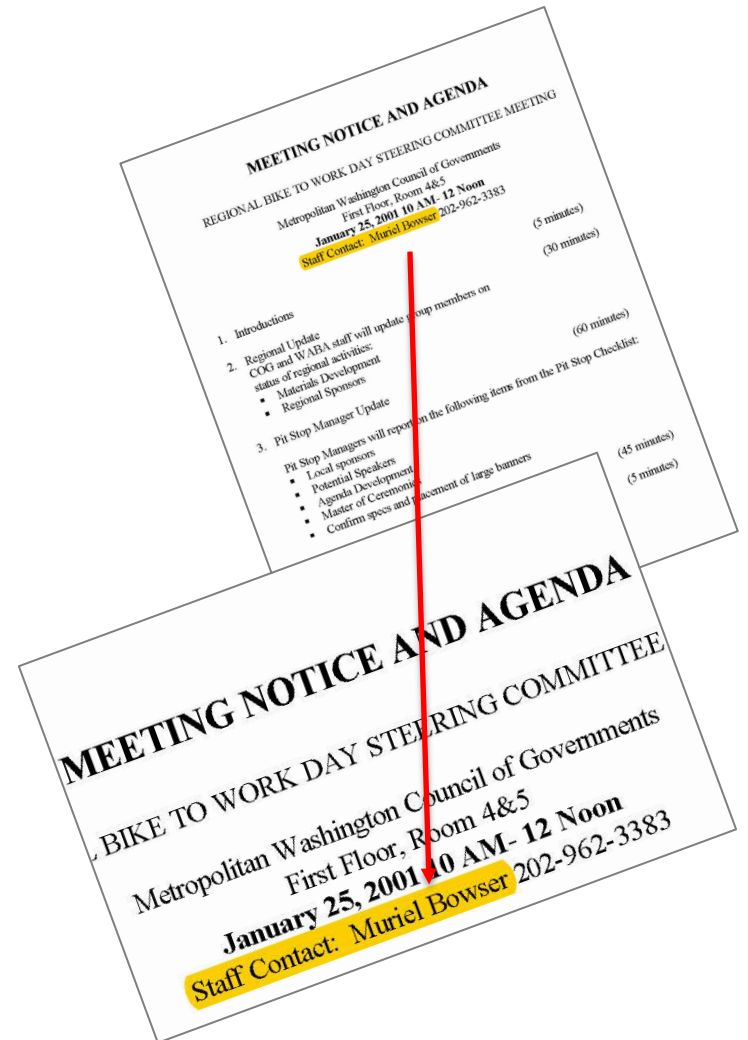 MEETING NOTICE AND AGENDA
REGIONAL BIKE TO WORK DAY STEERING COMMITTEE MEETING
Metropolitan Washington Council of Governments
First Floor, Room 4&5
January 25, 2001 10 AM- 12 Noon
Staff Contact: Muriel Bowser 202-962-3383
1. Introductions (5 minutes)
2. Regional Update (30 minutes)
COG and WABA staff will update group members on
status of regional activities:
▪ Materials Development
▪ Regional Sponsors
3. Pit Stop Manager Update (60 minutes)
Pit Stop Managers will report on the following items from the Pit Stop Checklist:
▪ Local sponsors
▪ Potential Speakers
▪ Agenda Development
▪ Master of Ceremonies
▪ Confirm specs and placement of large banners
(45 minutes)
(5 minutes)
MEETING NOTICE AND AGENDA
BIKE TO WORK DAY STEERING COMMITTEE
Metropolitan Washington Council of Governments
First Floor, Room 4&5
January 25, 2001 10 AM- 12 Noon
Staff Contact: Muriel Bowser 202-962-3383